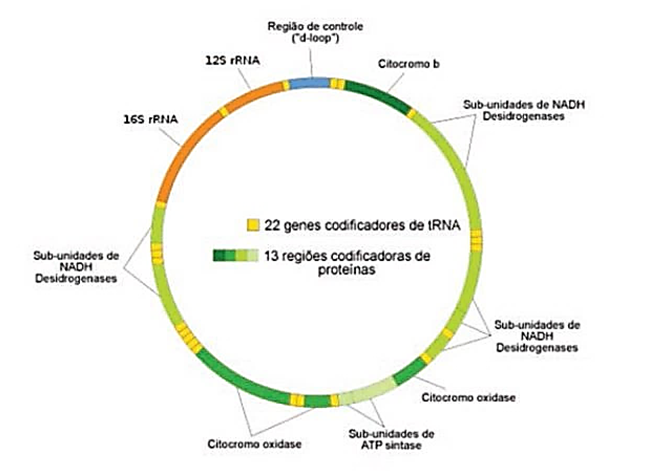 Região de controle
("d-loop")
12S rRNA
Citocromo b
Sub-unidades de NADH
Desidrogenases
16S rRNA
22 genes codificadores de tRNA
13 regiões codificadoras de
proteínas
Sub-unidades de
NADH
Desidrogenases
Sub-unidades de
NADH
Desidrogenases
Citocromo oxidase
Citocromo oxidase
Sub-unidades de
ATP sintase